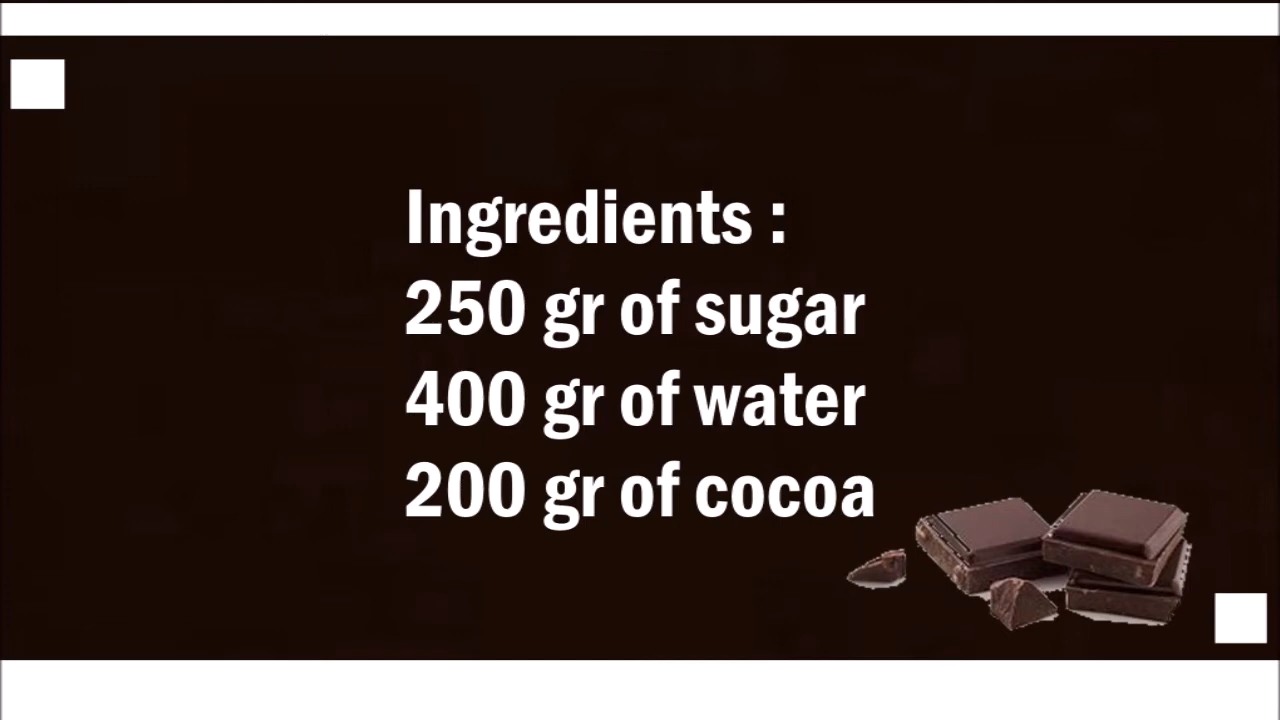 Ingredients :
250 gr of sugar
400 gr of water
200 gr of cocoa